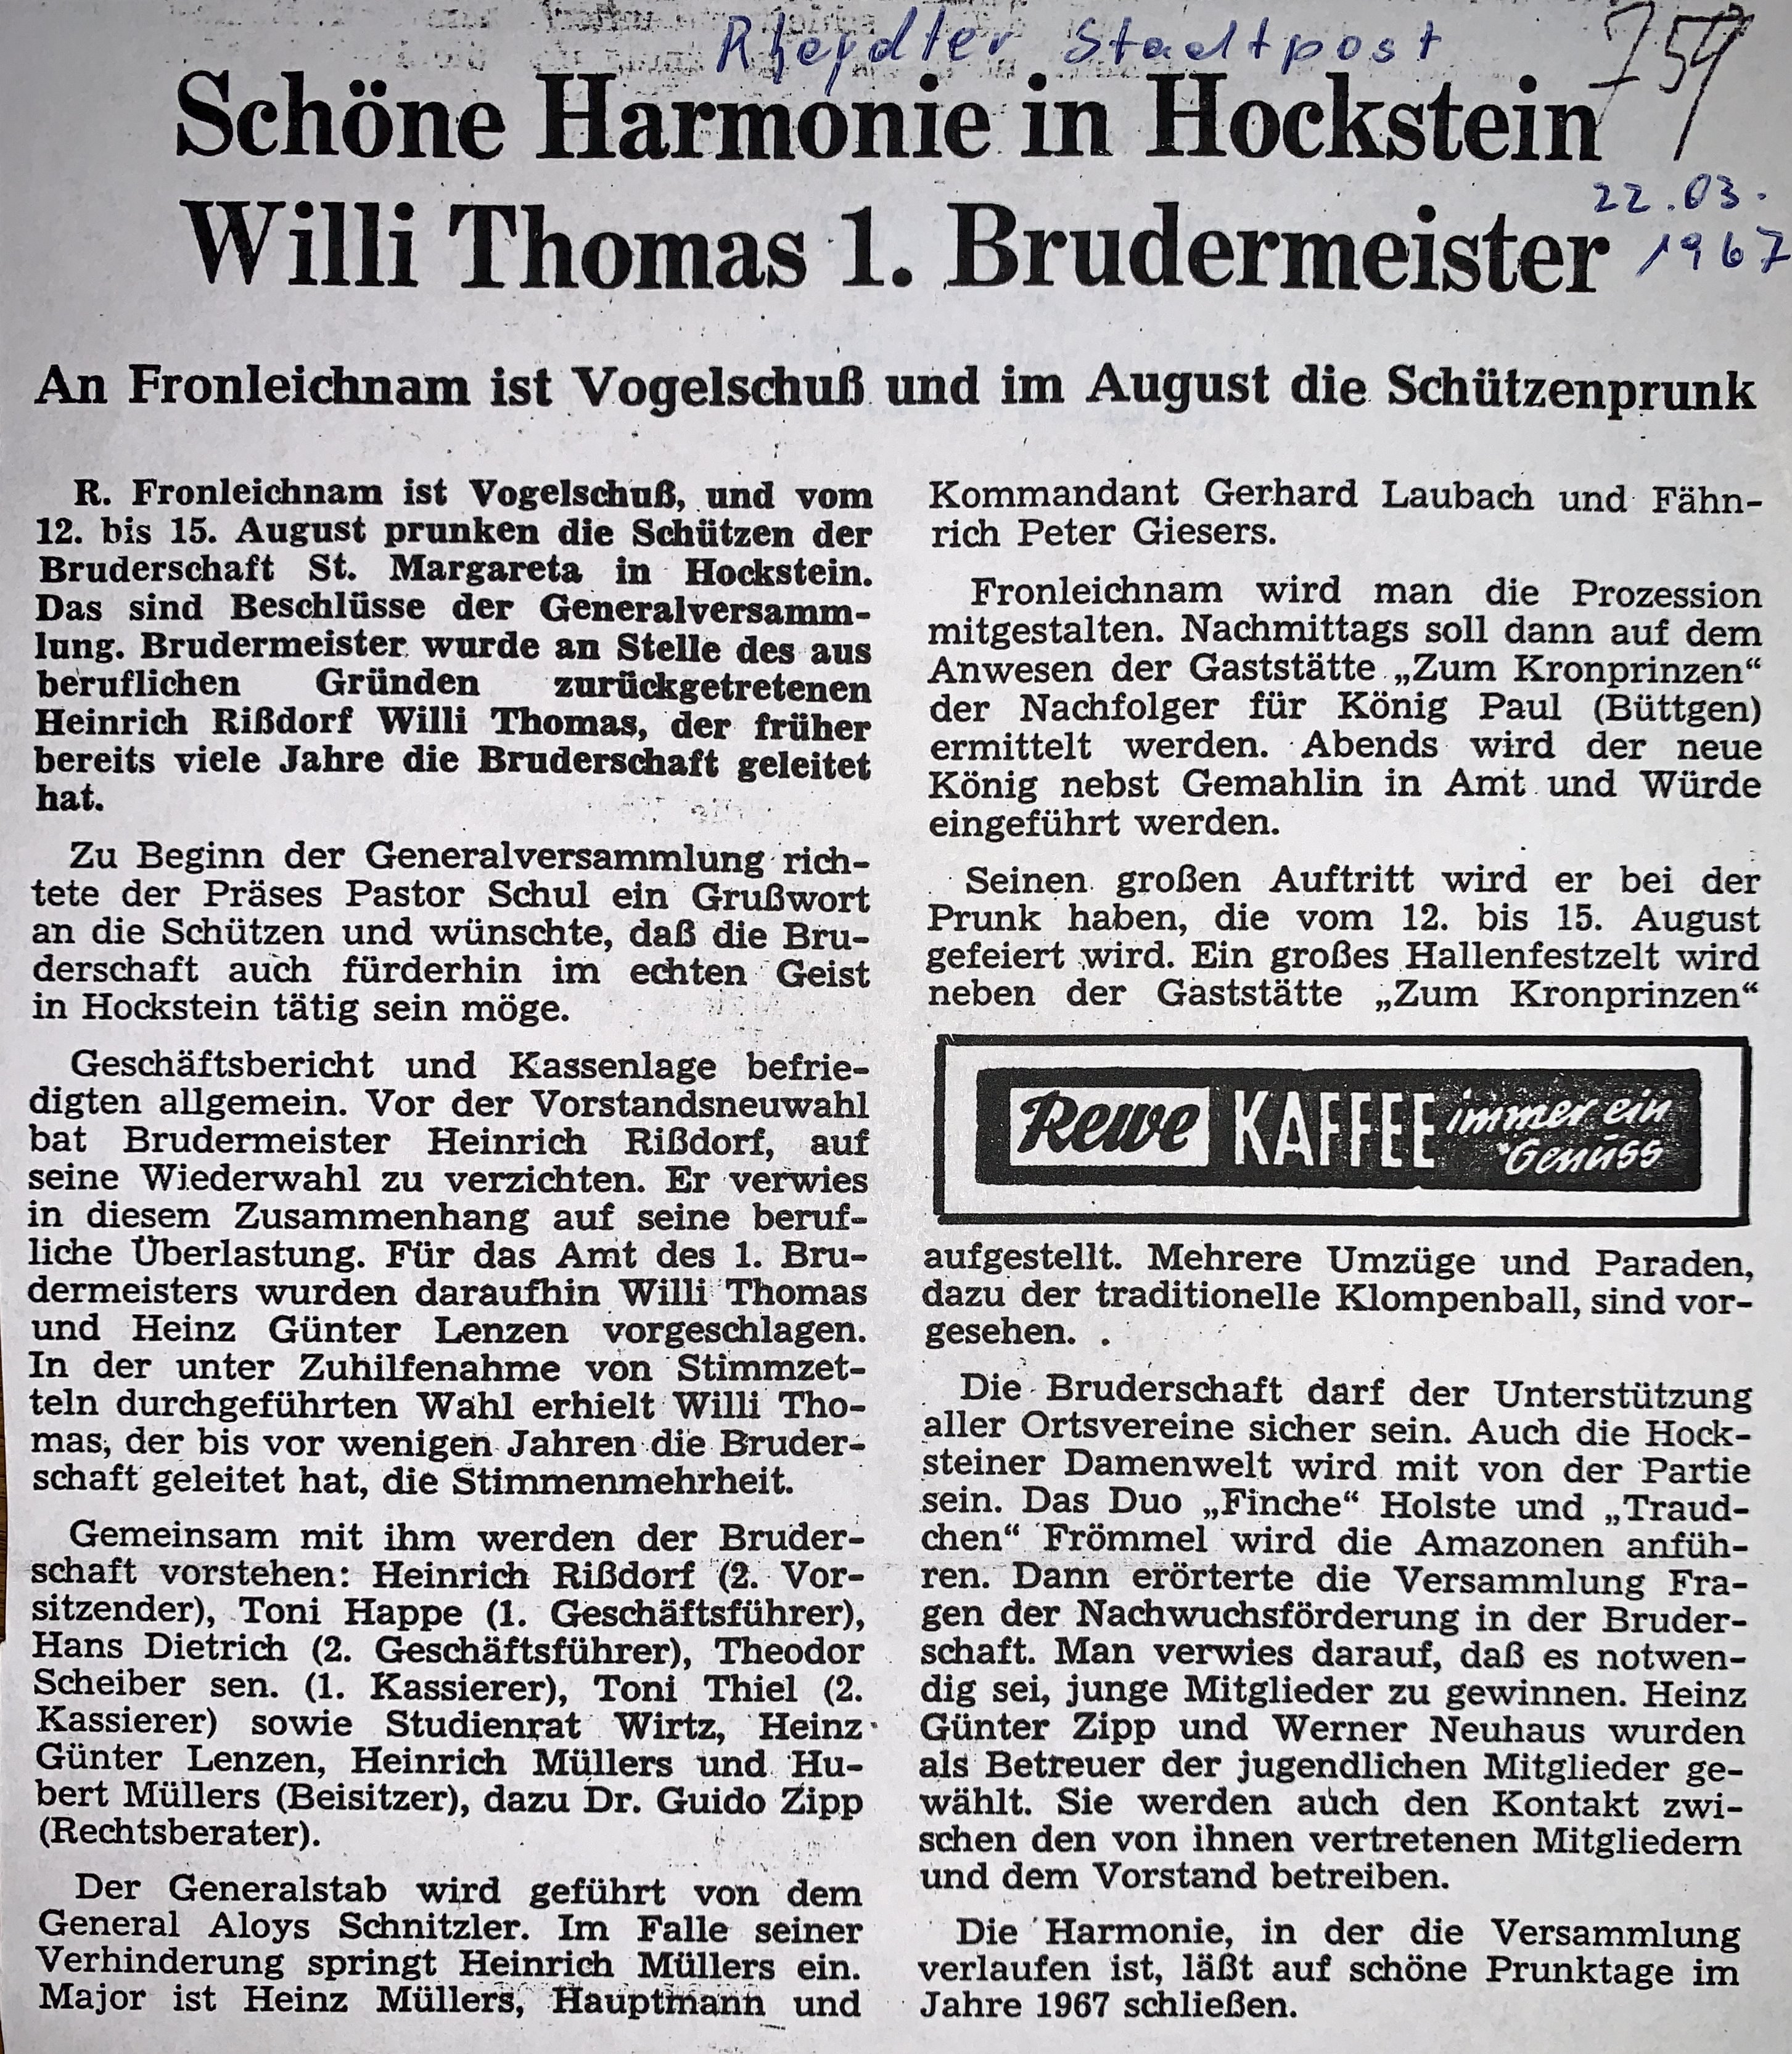 Rheydter Stadtpost
Schöne Harmonie in Hockstein
22.03.
Willi Thomas 1. Brudermeister
1967
An Fronleichnam ist Vogelschuß und im August die Schützenprunk
R. Fronleichnam ist Vogelschuß, und vom
12. bis 15. August prunken die Schützen der
Bruderschaft St. Margareta in Hockstein.
Das sind Beschlüsse der Generalversamm-
lung. Brudermeister wurde an Stelle des aus
beruflichen Gründen zurückgetretenen
Heinrich Rißdorf Willi Thomas, der früher
bereits viele Jahre die Bruderschaft geleitet
hat.
Zu Beginn der Generalversammlung rich-
tete der Präses Pastor Schul ein Grußwort
an die Schützen und wünschte, daß die Bru-
derschaft auch fürderhin im echten Geist
in Hockstein tätig sein möge.
Geschäftsbericht und Kassenlage befrie-
digten allgemein. Vor der Vorstandsneuwahl
bat Brudermeister Heinrich Rißdorf, auf
seine Wiederwahl zu verzichten. Er verwies
in diesem Zusammenhang auf seine beruf-
liche Überlastung. Für das Amt des 1. Bru-
dermeisters wurden daraufhin Willi Thomas
und Heinz Günter Lenzen vorgeschlagen.
In der unter Zuhilfenahme von Stimmzet-
teln durchgeführten Wahl erhielt Willi Tho-
mas, der bis vor wenigen Jahren die Bruder-
schaft geleitet hat, die Stimmenmehrheit.
Gemeinsam mit ihm werden der Bruder-
schaft vorstehen: Heinrich Rißdorf (2. Vor-
sitzender), Toni Happe (1. Geschäftsführer),
Hans Dietrich (2. Geschäftsführer), Theodor
Scheiber sen. (1. Kassierer), Toni Thiel (2.
Kassierer) sowie Studienrat Wirtz, Heinz
Günter Lenzen, Heinrich Müllers und Hu-
bert Müllers (Beisitzer), dazu Dr. Guido Zipp
(Rechtsberater).
Der Generalstab wird geführt von dem
General Aloys Schnitzler. Im Falle seiner
Verhinderung springt Heinrich Müllers ein.
Major ist Heinz Müllers, Hauptmann und
Kommandant Gerhard Laubach und Fähn-
rich Peter Giesers.
Fronleichnam wird man die Prozession
mitgestalten. Nachmittags soll dann auf dem
Anwesen der Gaststätte „Zum Kronprinzen“
der Nachfolger für König Paul (Büttgen)
ermittelt werden. Abends wird der neue
König nebst Gemahlin in Amt und Würde
eingeführt werden.
Seinen großen Auftritt wird er bei der
Prunk haben, die vom 12. bis 15. August
gefeiert wird. Ein großes Hallenfestzelt wird
neben der Gaststätte „Zum Kronprinzen“
Rewe KAFFEE immer ein
Genuss
aufgestellt. Mehrere Umzüge und Paraden,
dazu der traditionelle Klompenball, sind vor-
gesehen.
Die Bruderschaft darf der Unterstützung
aller Ortsvereine sicher sein. Auch die Hock-
steiner Damenwelt wird mit von der Partie
sein. Das Duo „Finche“ Holste und „Traud-
chen“ Frömmel wird die Amazonen anfüh-
ren. Dann erörterte die Versammlung Fra-
gen der Nachwuchsförderung in der Bruder-
schaft. Man verwies darauf, daß es notwen-
dig sei, junge Mitglieder zu gewinnen. Heinz
Günter Zipp und Werner Neuhaus wurden
als Betreuer der jugendlichen Mitglieder ge-
wählt. Sie werden auch den Kontakt zwi-
schen den von ihnen vertretenen Mitgliedern
und dem Vorstand betreiben.
Die Harmonie, in der die Versammlung
verlaufen ist, läßt auf schöne Prunktage im
Jahre 1967 schließen.